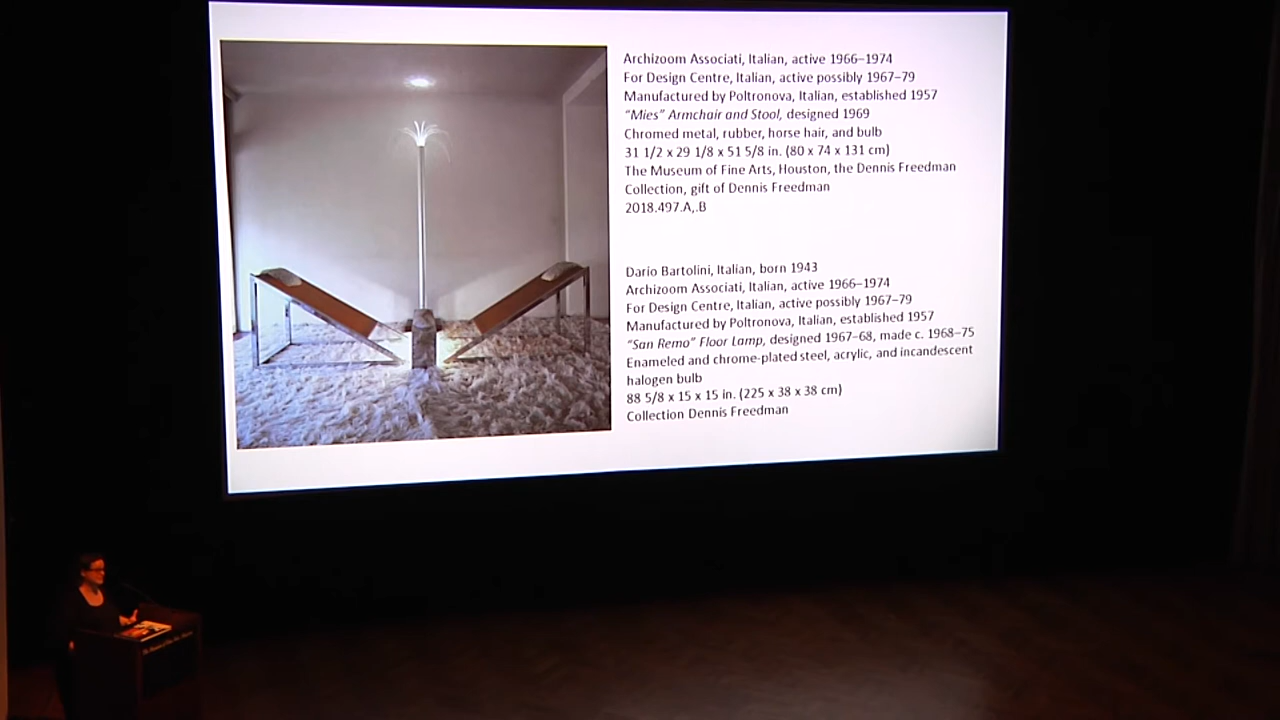 Archizoom Associati, Italian, active 1966–1974
For Design Centre, Italian, active possibly 1967–79
Manufactured by Poltronova, Italian, established 1957
“Mies” Armchair and Stool, designed 1969
Chromed metal, rubber, horse hair, and bulb
31 1/2 x 29 1/8 x 51 5/8 in. (80 x 74 x 131 cm)
The Museum of Fine Arts, Houston, the Dennis Freedman
Collection, gift of Dennis Freedman
2018.497.A,.B
Dario Bartolini, Italian, born 1943
Archizoom Associati, Italian, active 1966–1974
For Design Centre, Italian, active possibly 1967–79
Manufactured by Poltronova, Italian, established 1957
“San Remo” Floor Lamp, designed 1967–68, made c. 1968–75
Enameled and chrome-plated steel, acrylic, and incandescent
halogen bulb
88 5/8 x 15 x 15 in. (225 x 38 x 38 cm)
Collection Dennis Freedman